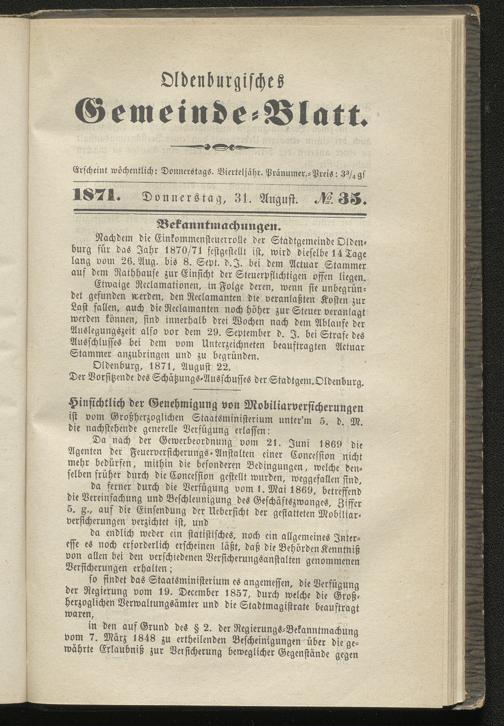 Oldenburgisches
Gemeinde-Blatt.
Erscheint wöchentlich: Donnerstags. Vierteljähr. Pränumer.-Preis: 3¾ gs
1871. Donnerstag, 31. August. № 35.
Bekanntmachungen.
Nachdem die Einkommensteuerrolle der Stadtgemeinde Olden-
burg für das Jahr 1870/71 festgestellt ist, wird dieselbe 14 Tage
lang vom 26. Aug. bis 8. Sept. d. J. bei dem Actuar Stammer
auf dem Rathhause zur Einsicht der Steuerpflichtigen offen liegen.
Etwaige Reclamationen, in Folge deren, wenn sie unbegrün-
det gefunden werden, den Reclamanten die veranlaßten Kosten zur
Last fallen, auch die Reclamanten noch höher zur Steuer veranlagt
werden können, sind innerhalb drei Wochen nach dem Ablaufe der
Auslegungszeit also vor dem 29. September d. J. bei Strafe des
Ausschlusses bei dem vom Unterzeichneten beauftragten Actuar
Stammer anzubringen und zu begründen.
Oldenburg, 1871, August 22.
Der Vorsitzende des Schätzungs-Ausschusses der Stadtgem. Oldenburg.
Hinsichtlich der Genehmigung von Mobiliarversicherungen
ist vom Großherzoglichen Staatsministerium unter'm 5. d. M.
die nachstehende generelle Verfügung erlassen:
Da nach der Gewerbeordnung vom 21. Juni 1869 die
Agenten der Feuerversicherungs-Anstalten einer Concession nicht
mehr bedürfen, mithin die besonderen Bedingungen, welche den-
selben früher durch die Concession gestellt wurden, weggefallen sind,
da ferner durch die Verfügung vom 1. Mai 1869, betreffend
die Vereinfachung und Beschleunigung des Geschäftszwanges, Ziffer
5. g., auf die Einsendung der Uebersicht der gestatteten Mobiliar-
versicherungen verzichtet ist, und
da endlich weder ein statistisches, noch ein allgemeines Inter-
esse es noch erforderlich erscheinen läßt, daß die Behörden Kenntniß
von allen bei den verschiedenen Versicherungsanstalten genommenen
Versicherungen erhalten;
so findet das Staatsministerium es angemessen, die Verfügung
der Regierung vom 19. December 1857, durch welche die Groß-
herzoglichen Verwaltungsämter und die Stadtmagistrate beauftragt
waren,
in den auf Grund des § 2. der Regierungs-Bekanntmachung
vom 7. März 1848 zu ertheilenden Bescheinigungen über die ge-
währte Erlaubniß zur Versicherung beweglicher Gegenstände gegen